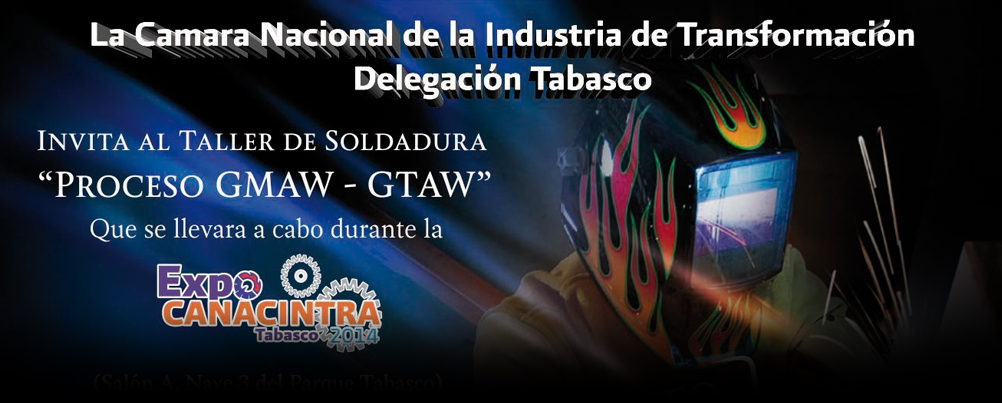 La Camara Nacional de la Industria de Transformación
Delegación Tabasco
INVITA AL TALLER DE SOLDADURA
“PROCESO GMAW - GTAW”
Que se llevara a cabo durante la
Expo
CANACINTRA
Tabasco 2014
(Salón A, Nave 3 del Parque Tabasco)